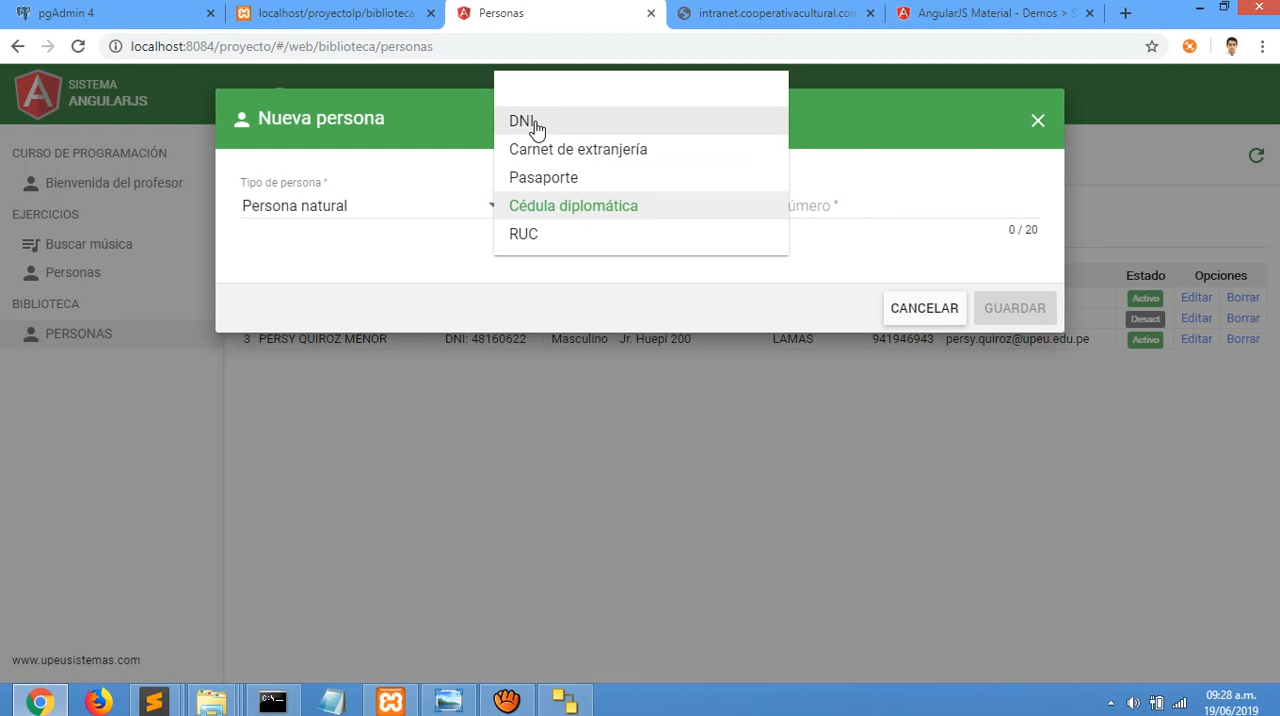 pgAdmin 4
localhost/pgyectolp/biblioteca
Personas
intranet.cooperativacultural.com
AngularJS Material - Demos > S
localhost:8084/proyecto/#/web/biblioteca/personas
SISTEMA
ANGULARJS
CURSO DE PROGRAMACIÓN
Bienvenida del profesor
EJERCICIOS
Buscar música
Personas
BIBLIOTECA
PERSONAS
www.upeusistemas.com
Nueva persona
Tipo de persona *
Persona natural
DNI
Carnet de extranjería
Pasaporte
Cédula diplomática
RUC
úmero *
0 / 20
CANCELAR
GUARDAR
Estado Opciones
Activo Editar Borrar
Desact Editar Borrar
3 PERSY QUIROZ MENOR DNI: 48160622 Masculino Jr. Huepi 200 LAMAS 941946943 persy.quiroz@upeu.edu.pe Activo Editar Borrar
09:28 a.m.
19/06/2019